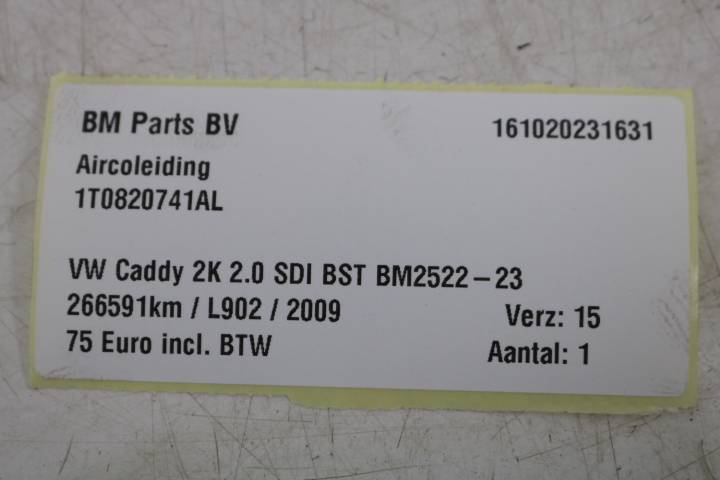 BM Parts BV 161020231631
Aircoleiding
1T0820741AL
VW Caddy 2K 2.0 SDI BST BM2522-23
266591km / L902 / 2009 Verz: 15
75 Euro incl. BTW Aantal: 1